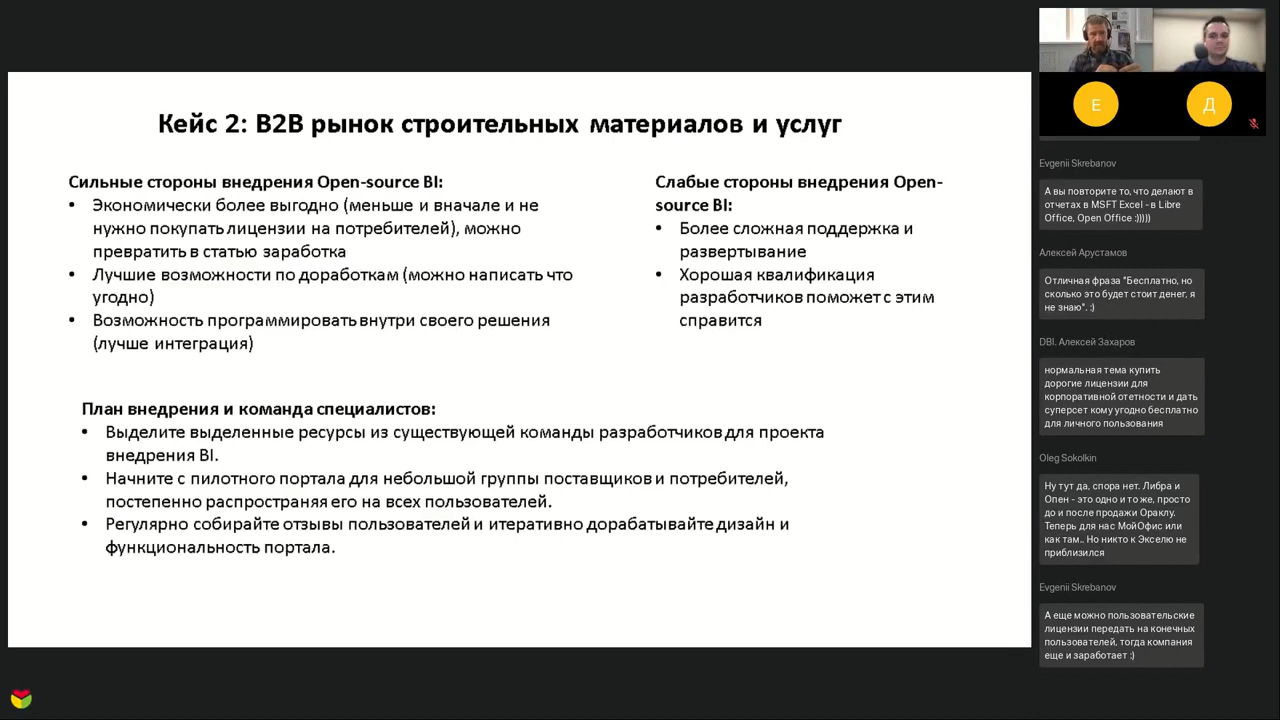 Кейс 2: B2B рынок строительных материалов и услуг
Сильные стороны внедрения Open-source BI:
• Экономически более выгодно (меньше и вначале и не
нужно покупать лицензии на потребителей), можно
превратить в статью заработка
• Лучшие возможности по доработкам (можно написать что
угодно)
• Возможность программировать внутри своего решения
(лучше интеграция)
Слабые стороны внедрения Open-
source BI:
• Более сложная поддержка и
развертывание
• Хорошая квалификация
разработчиков поможет с этим
справится
План внедрения и команда специалистов:
• Выделите выделенные ресурсы из существующей команды разработчиков для проекта
внедрения BI.
• Начните с пилотного портала для небольшой группы поставщиков и потребителей,
постепенно распространяя его на всех пользователей.
• Регулярно собирайте отзывы пользователей и итеративно дорабатывайте дизайн и
функциональность портала.
Е
Д
Evgenii Skrebanov
А вы повторите то, что делают в
отчетах в MSFT Excel - в Libre
Office, Open Office :)))))
Алексей Арустамов
Отличная фраза "Бесплатно, но
сколько это будет стоит денег, я
не знаю". :)
DBI. Алексей Захаров
нормальная тема купить
дорогие лицензии для
корпоративной отетности и дать
суперсет кому угодно бесплатно
для личного пользования
Oleg Sokolkin
Ну тут да, спора нет. Либра и
Опен - это одно и то же, просто
до и после продажи Ораклу.
Теперь для нас МойОфис или
как там.. Но никто к Экселю не
приблизился
Evgenii Skrebanov
А еще можно пользовательские
лицензии передать на конечных
пользователей, тогда компания
еще и заработает :)